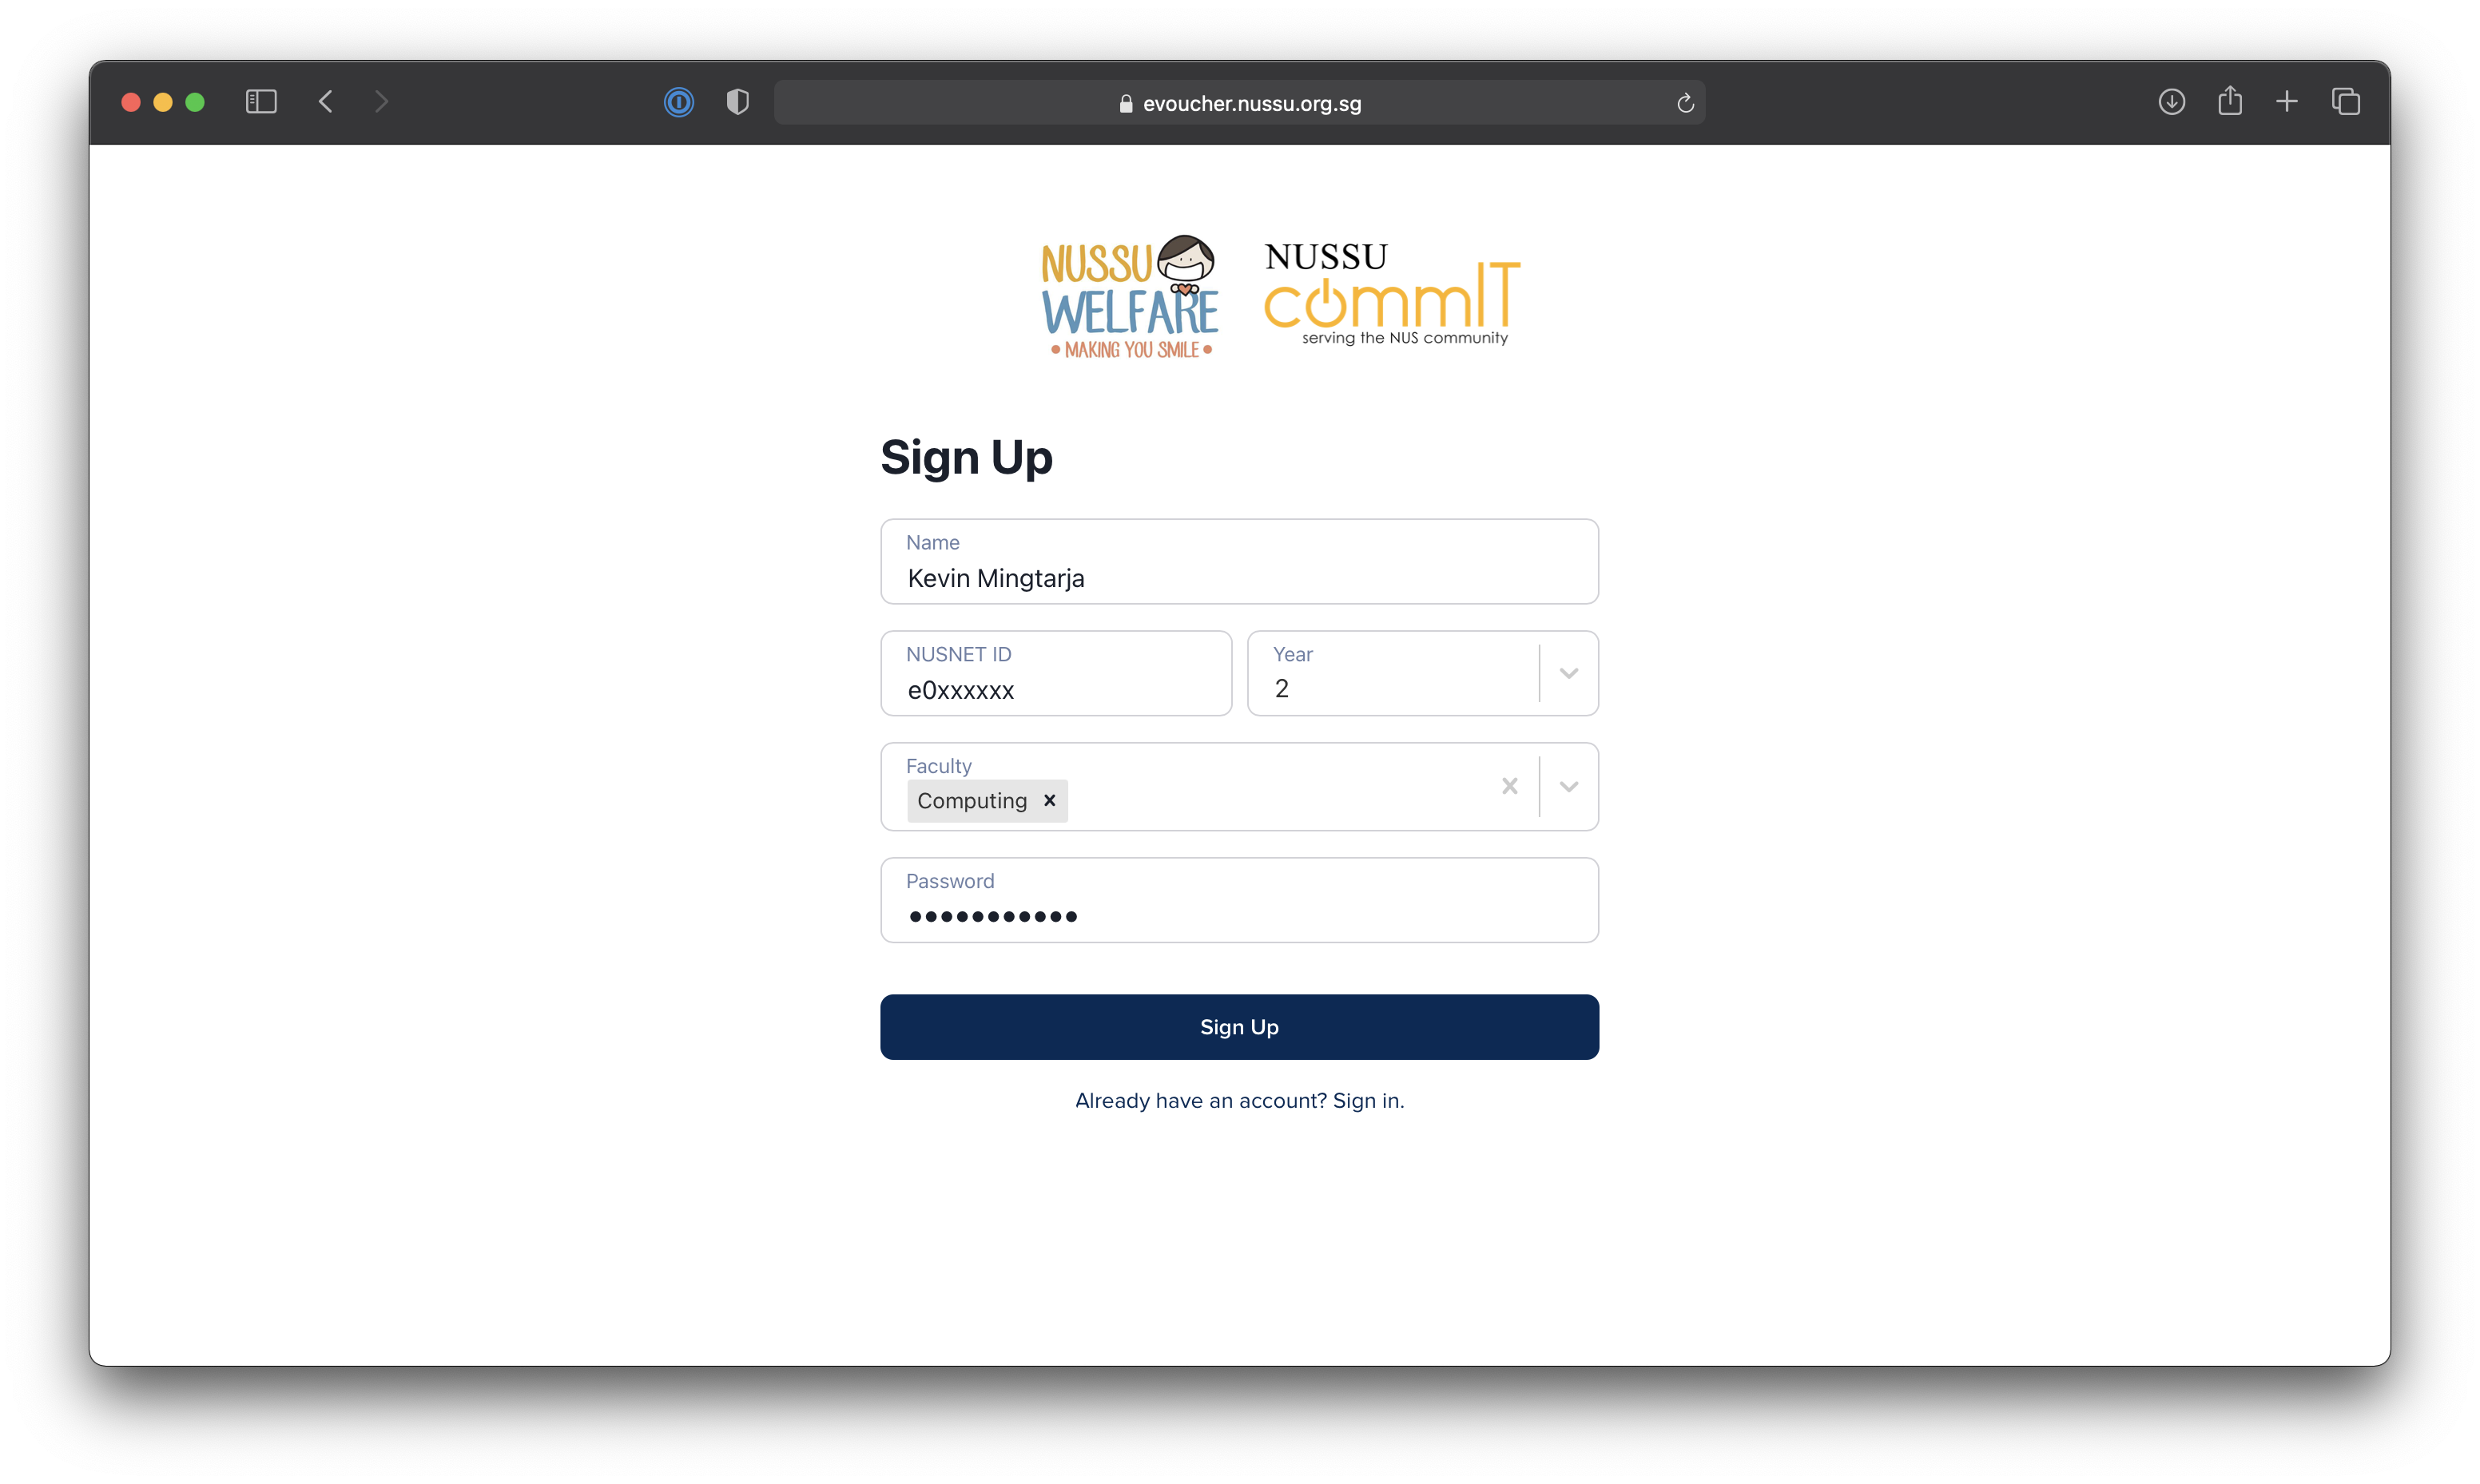 evoucher.nussu.org.sg
NUSSU
WELFARE
• MAKING YOU SMILE •
NUSSU
commIT
serving the NUS community
Sign Up
Name
Kevin Mingtarja
NUSNET ID
e0xxxxxx
Year
2
Faculty
Computing
Password
•••••••••••
Sign Up
Already have an account? Sign in.